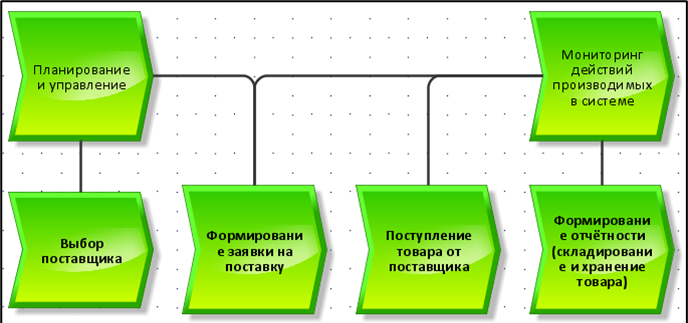 Планирование
и управление
Мониторинг
действий
производимых
в системе
Выбор
поставщика
Формировани
е заявки на
поставку
Поступление
товара от
поставщика
Формировани
е отчётности
(складировани
е и хранение
товара)